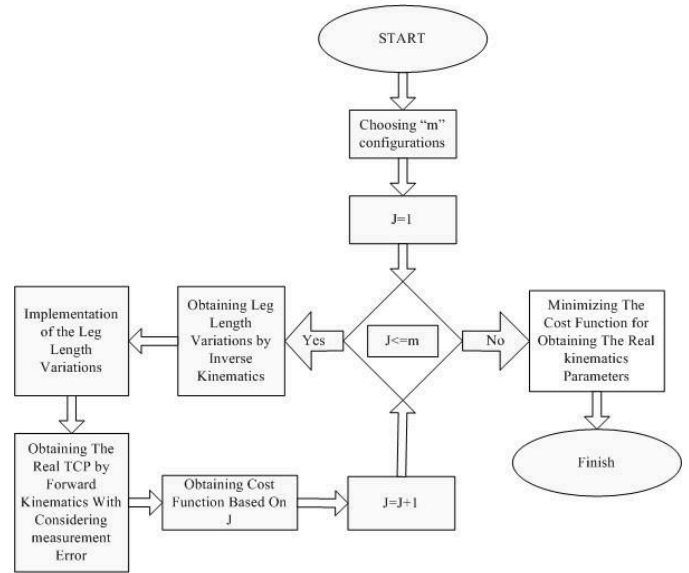 START
Choosing “m”
configurations
J=1
J<=m
Yes
Obtaining Leg
Length
Variations by
Inverse
Kinematics
Implementation
of the Leg
Length
Variations
Obtaining The
Real TCP by
Forward
Kinematics With
Considering
measurement
Error
Obtaining Cost
Function Based On
J
J=J+1
No
Minimizing The
Cost Function for
Obtaining The Real
kinematics
Parameters
Finish